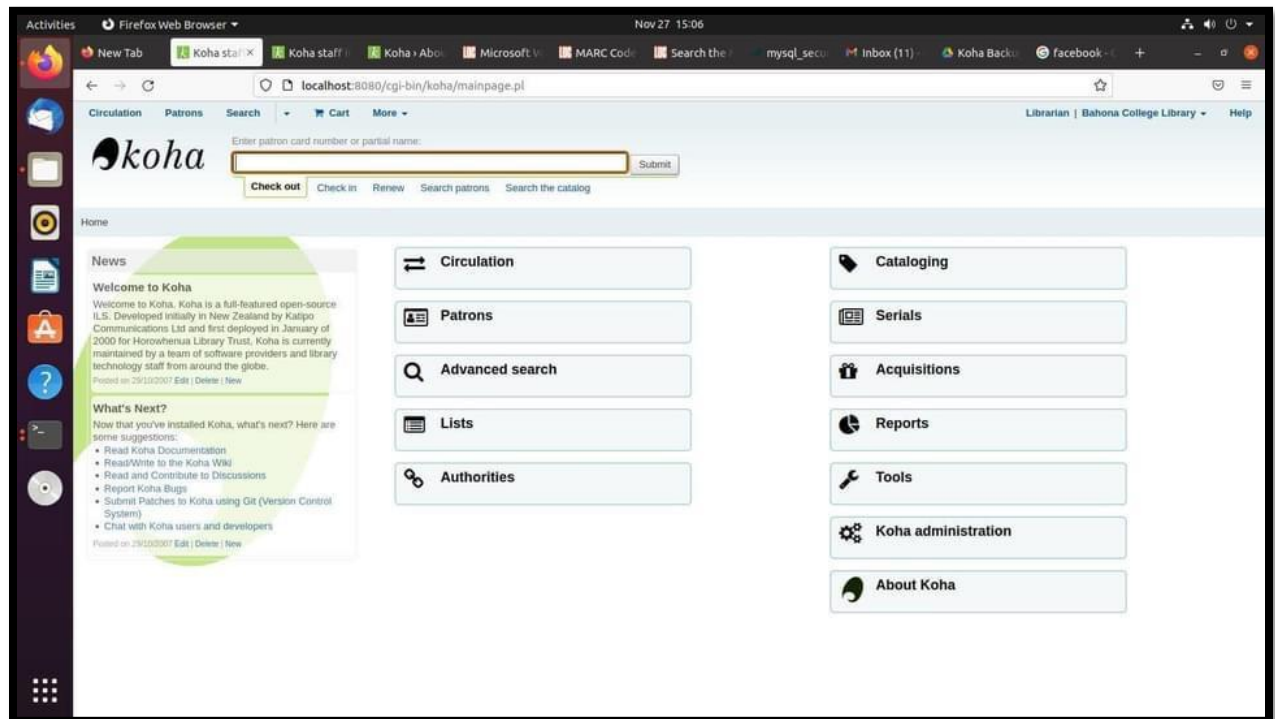 Activities
Firefox Web Browser
Nov 27 15:06
New Tab
Koha staf
Koha staff i
Koha › Abo
Microsoft
MARC Code
Search the
mysql_secu
Inbox (11)
Koha Backu
facebook -
localhost:8080/cgi-bin/koha/mainpage.pl
Circulation Patrons Search Cart More
Librarian | Bahona College Library Help
koha
Enter patron card number or partial name:
Submit
Check out Check in Renew Search patrons Search the catalog
Home
News
Welcome to Koha
Welcome to Koha. Koha is a full-featured open-source
ILS. Developed initially in New Zealand by Katipo
Communications Ltd and first deployed in January of
2000 for Horowhenua Library Trust, Koha is currently
maintained by a team of software providers and library
technology staff from around the globe.
Posted on 29/10/2007 Edit | Delete | New
What's Next?
Now that you've installed Koha, what's next? Here are
some suggestions:
• Read Koha Documentation
• Read/Write to the Koha Wiki
• Read and Contribute to Discussions
• Report Koha Bugs
• Submit Patches to Koha using Git (Version Control
System)
• Chat with Koha users and developers
Posted on 29/10/2007 Edit | Delete | New
Circulation
Patrons
Advanced search
Lists
Authorities
Cataloging
Serials
Acquisitions
Reports
Tools
Koha administration
About Koha